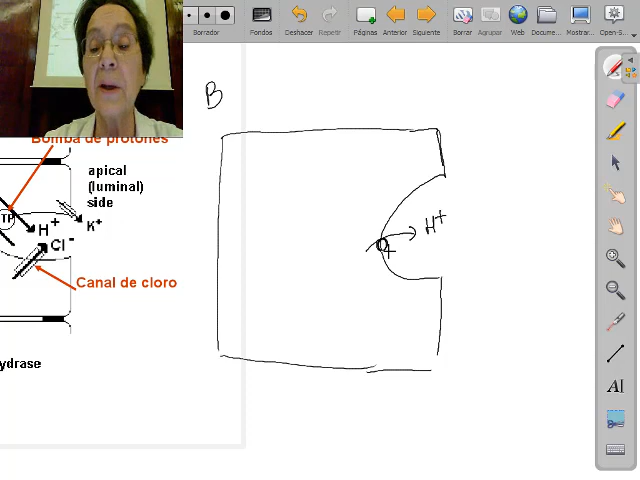 Borrador
Fondos
Deshacer
Repetir
Páginas
Anterior
Siguiente
Borrar
Agrupar
Web
Docume...
Mostrar...
Open-S...
B
Bomba de protones
apical
(luminal)
side
K+
H+
Cl-
Canal de cloro
H+
ydrase
A